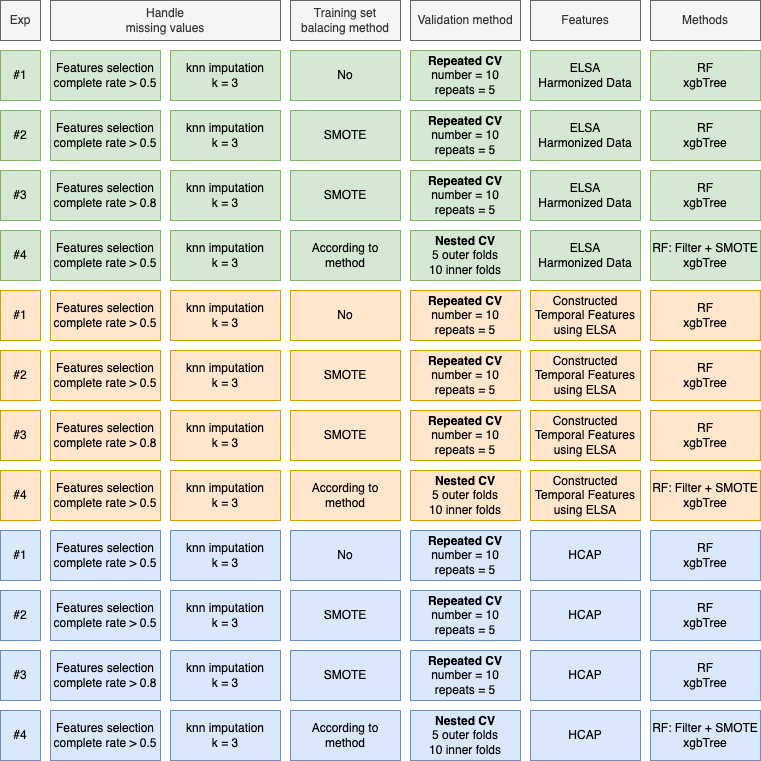 Exp
Handle
missing values
Training set
balacing method
Validation method
Features
Methods
#1
Features selection
complete rate > 0.5
knn imputation
k = 3
No
Repeated CV
number = 10
repeats = 5
ELSA
Harmonized Data
RF
xgbTree
#2
Features selection
complete rate > 0.5
knn imputation
k = 3
SMOTE
Repeated CV
number = 10
repeats = 5
ELSA
Harmonized Data
RF
xgbTree
#3
Features selection
complete rate > 0.8
knn imputation
k = 3
SMOTE
Repeated CV
number = 10
repeats = 5
ELSA
Harmonized Data
RF
xgbTree
#4
Features selection
complete rate > 0.5
knn imputation
k = 3
According to
method
Nested CV
5 outer folds
10 inner folds
ELSA
Harmonized Data
RF: Filter + SMOTE
xgbTree
#1
Features selection
complete rate > 0.5
knn imputation
k = 3
No
Repeated CV
number = 10
repeats = 5
Constructed
Temporal Features
using ELSA
RF
xgbTree
#2
Features selection
complete rate > 0.5
knn imputation
k = 3
SMOTE
Repeated CV
number = 10
repeats = 5
Constructed
Temporal Features
using ELSA
RF
xgbTree
#3
Features selection
complete rate > 0.8
knn imputation
k = 3
SMOTE
Repeated CV
number = 10
repeats = 5
Constructed
Temporal Features
using ELSA
RF
xgbTree
#4
Features selection
complete rate > 0.5
knn imputation
k = 3
According to
method
Nested CV
5 outer folds
10 inner folds
Constructed
Temporal Features
using ELSA
RF: Filter + SMOTE
xgbTree
#1
Features selection
complete rate > 0.5
knn imputation
k = 3
No
Repeated CV
number = 10
repeats = 5
HCAP
RF
xgbTree
#2
Features selection
complete rate > 0.5
knn imputation
k = 3
SMOTE
Repeated CV
number = 10
repeats = 5
HCAP
RF
xgbTree
#3
Features selection
complete rate > 0.8
knn imputation
k = 3
SMOTE
Repeated CV
number = 10
repeats = 5
HCAP
RF
xgbTree
#4
Features selection
complete rate > 0.5
knn imputation
k = 3
According to
method
Nested CV
5 outer folds
10 inner folds
HCAP
RF: Filter + SMOTE
xgbTree